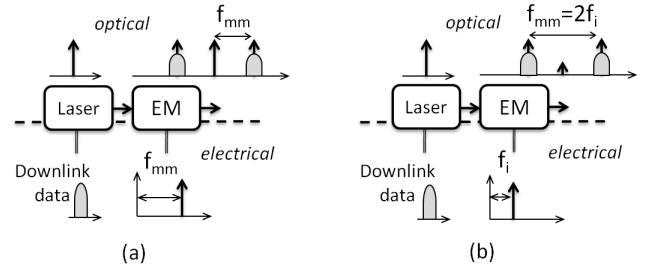 optical
f_mm
Laser
EM
electrical
Downlink
data
f_mm
(a)
optical
f_mm=2f_i
Laser
EM
electrical
Downlink
data
f_i
(b)